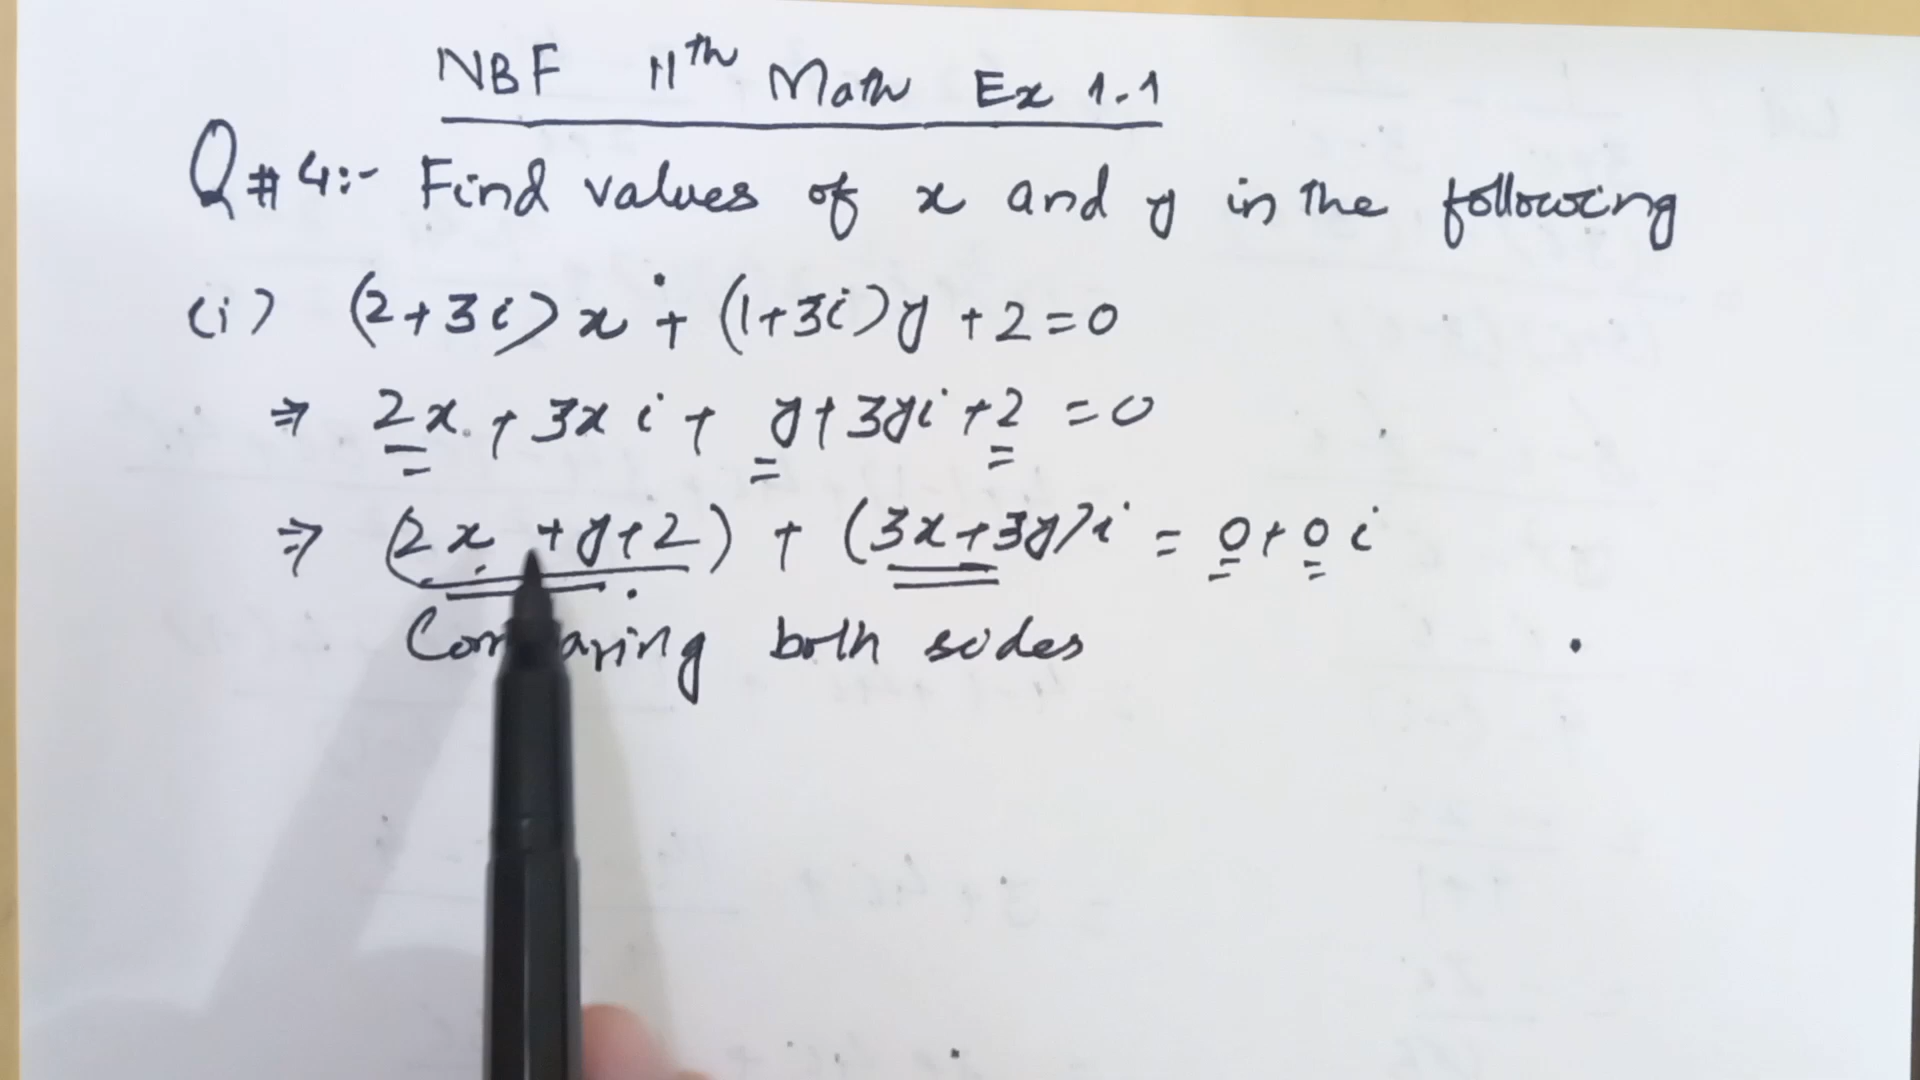 NBF 11th Math Ex 1.1
Q#4:- Find values of x and y in the following
(i) (2+3i)x + (1+3i)y +2=0
⇒ 2x + 3xi + y+3yi+2 =0
⇒ (2x +y+2) + (3x+3y)i = 0+0i
both sides